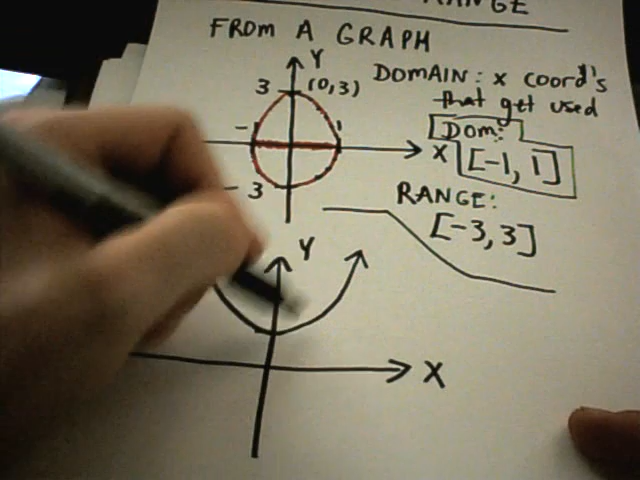 RANGE
FROM A GRAPH
Y
3 (0,3)
DOMAIN: X COORD'S
that get used
Dom:
-1 1
X [-1, 1]
-3
RANGE:
[-3,3]
Y
X